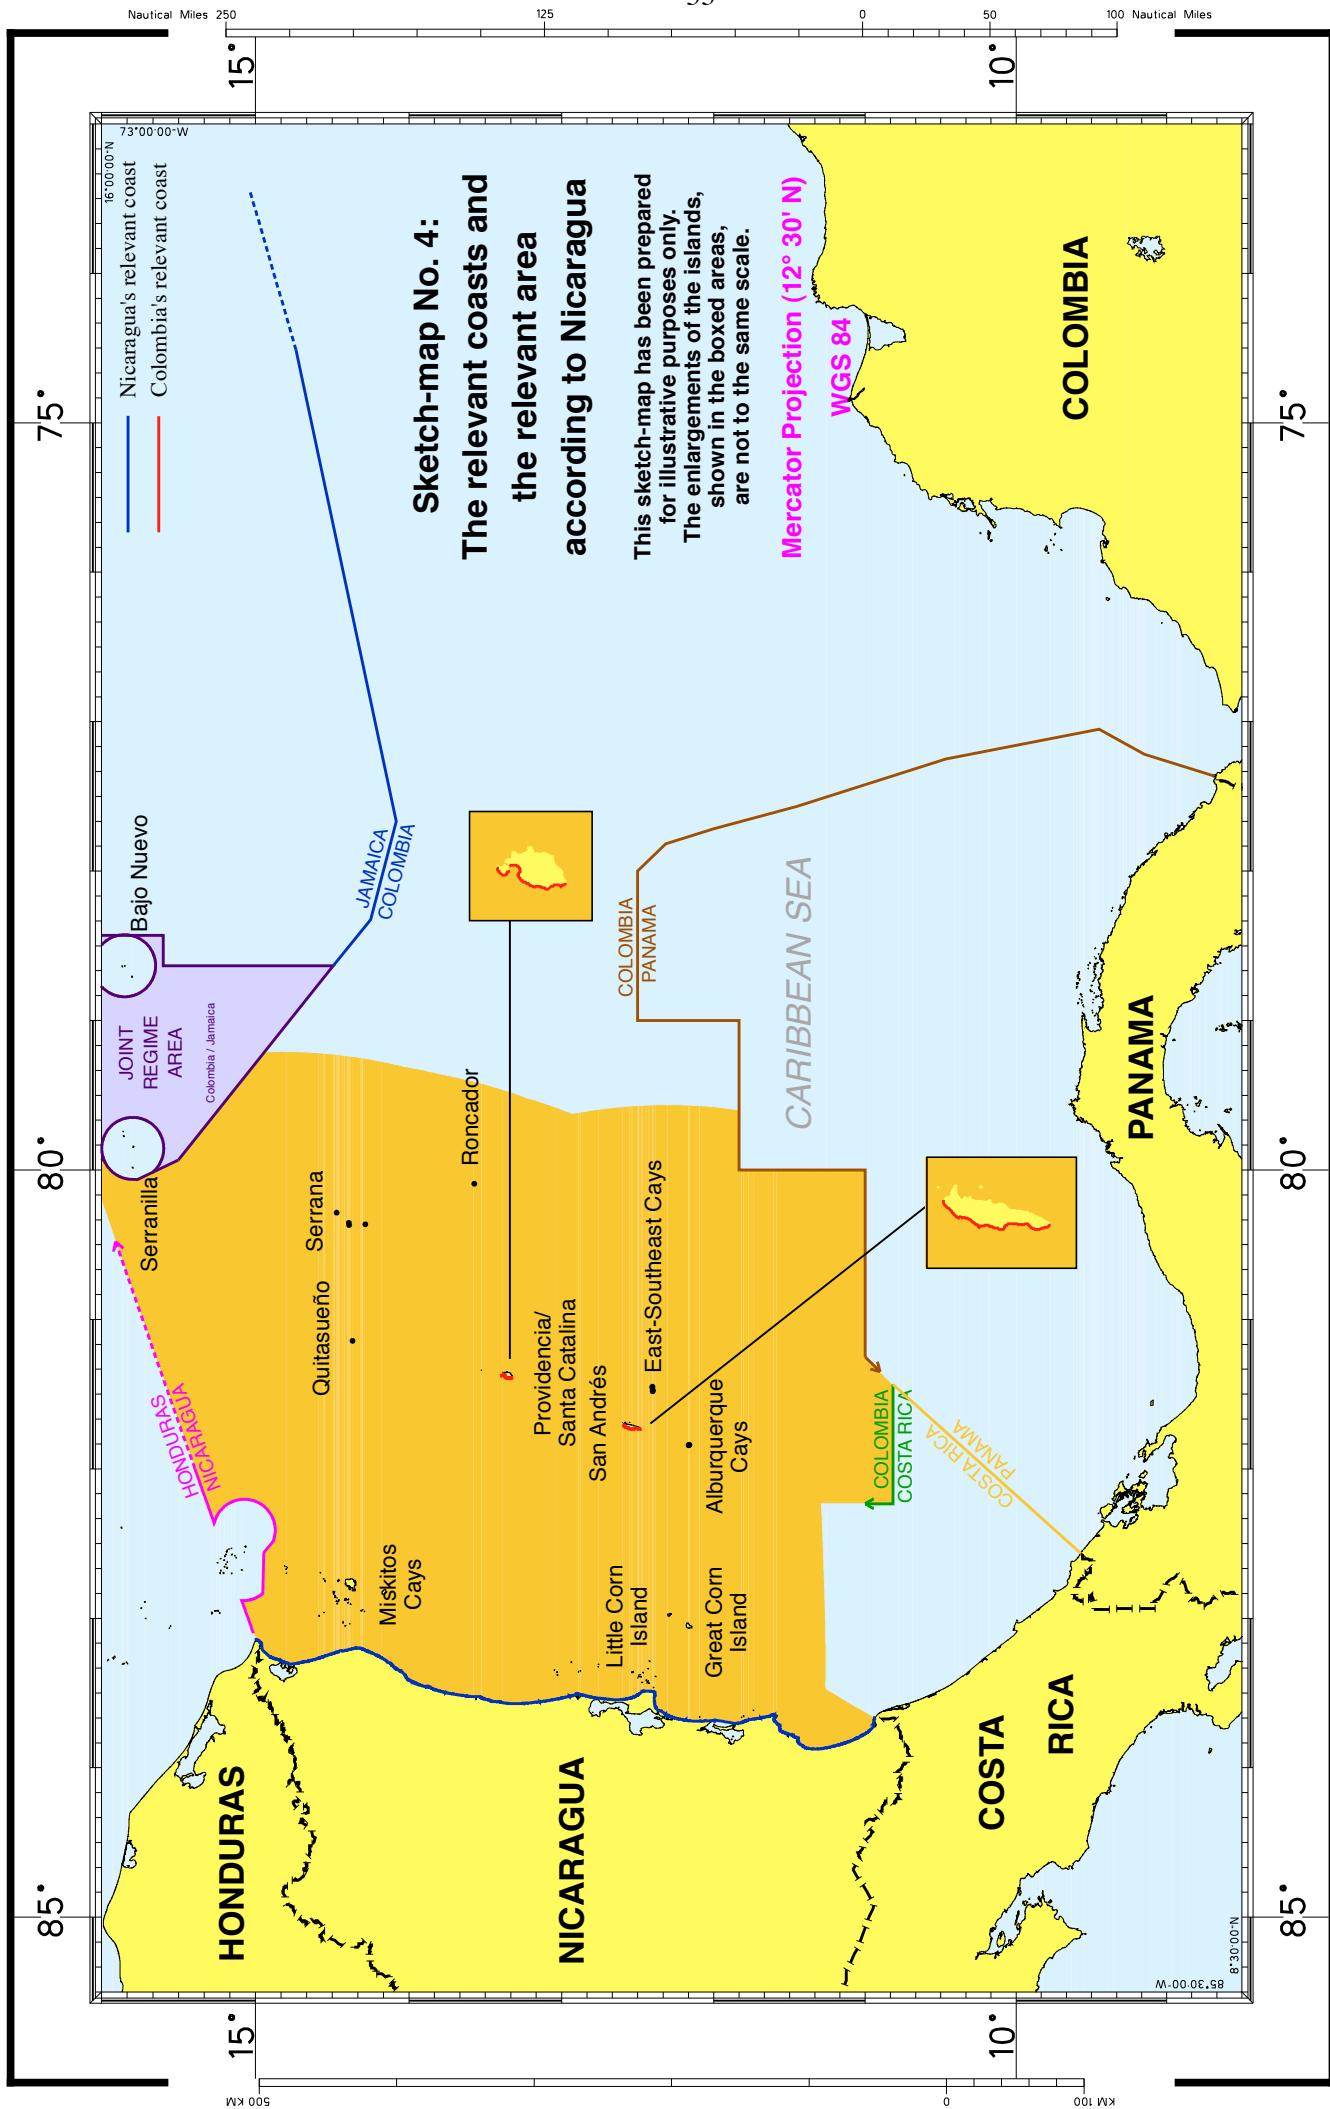 Nautical Miles 250
125
0
50
100 Nautical Miles
15°
10°
16°00'00"N
73°00'00"W
Nicaragua's relevant coast
Colombia's relevant coast
Sketch-map No. 4:
The relevant coasts and
the relevant area
according to Nicaragua
This sketch-map has been prepared
for illustrative purposes only.
The enlargements of the islands,
shown in the boxed areas,
are not to the same scale.
Mercator Projection (12° 30' N)
WGS 84
COLOMBIA
75°
75°
Bajo Nuevo
JAMAICA
COLOMBIA
JOINT
REGIME
AREA
Colombia / Jamaica
COLOMBIA
PANAMA
CARIBBEAN SEA
PANAMA
80°
80°
Serranilla
Serrana
Quitasueño
Roncador
Providencia/
Santa Catalina
San Andrés
East-Southeast Cays
Alburquerque
Cays
HONDURAS
NICARAGUA
COLOMBIA
COSTA RICA
COSTA RICA
PANAMA
Miskitos
Cays
Little Corn
Island
Great Corn
Island
HONDURAS
NICARAGUA
COSTA
RICA
85°
85°
8°03'00"N
85°30'00"W
15°
10°
500 KM
0
KM 100